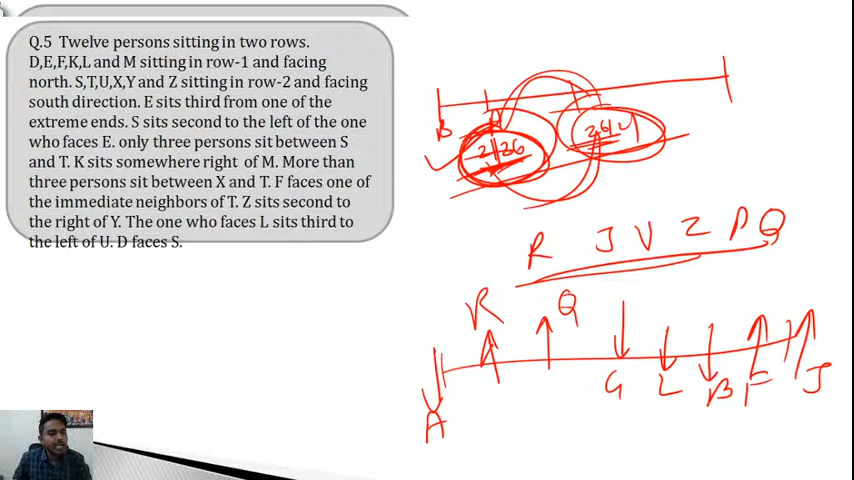 Q.5 Twelve persons sitting in two rows.
D,E,F,K,L and M sitting in row-1 and facing
north. S,T,U,X,Y and Z sitting in row-2 and facing
south direction. E sits third from one of the
extreme ends. S sits second to the left of the one
who faces E. only three persons sit between S
and T. K sits somewhere right of M. More than
three persons sit between X and T. F faces one of
the immediate neighbors of T. Z sits second to
the right of Y. The one who faces L sits third to
the left of U. D faces S.
B
R J V Z P Q
R Q
A G L B F J